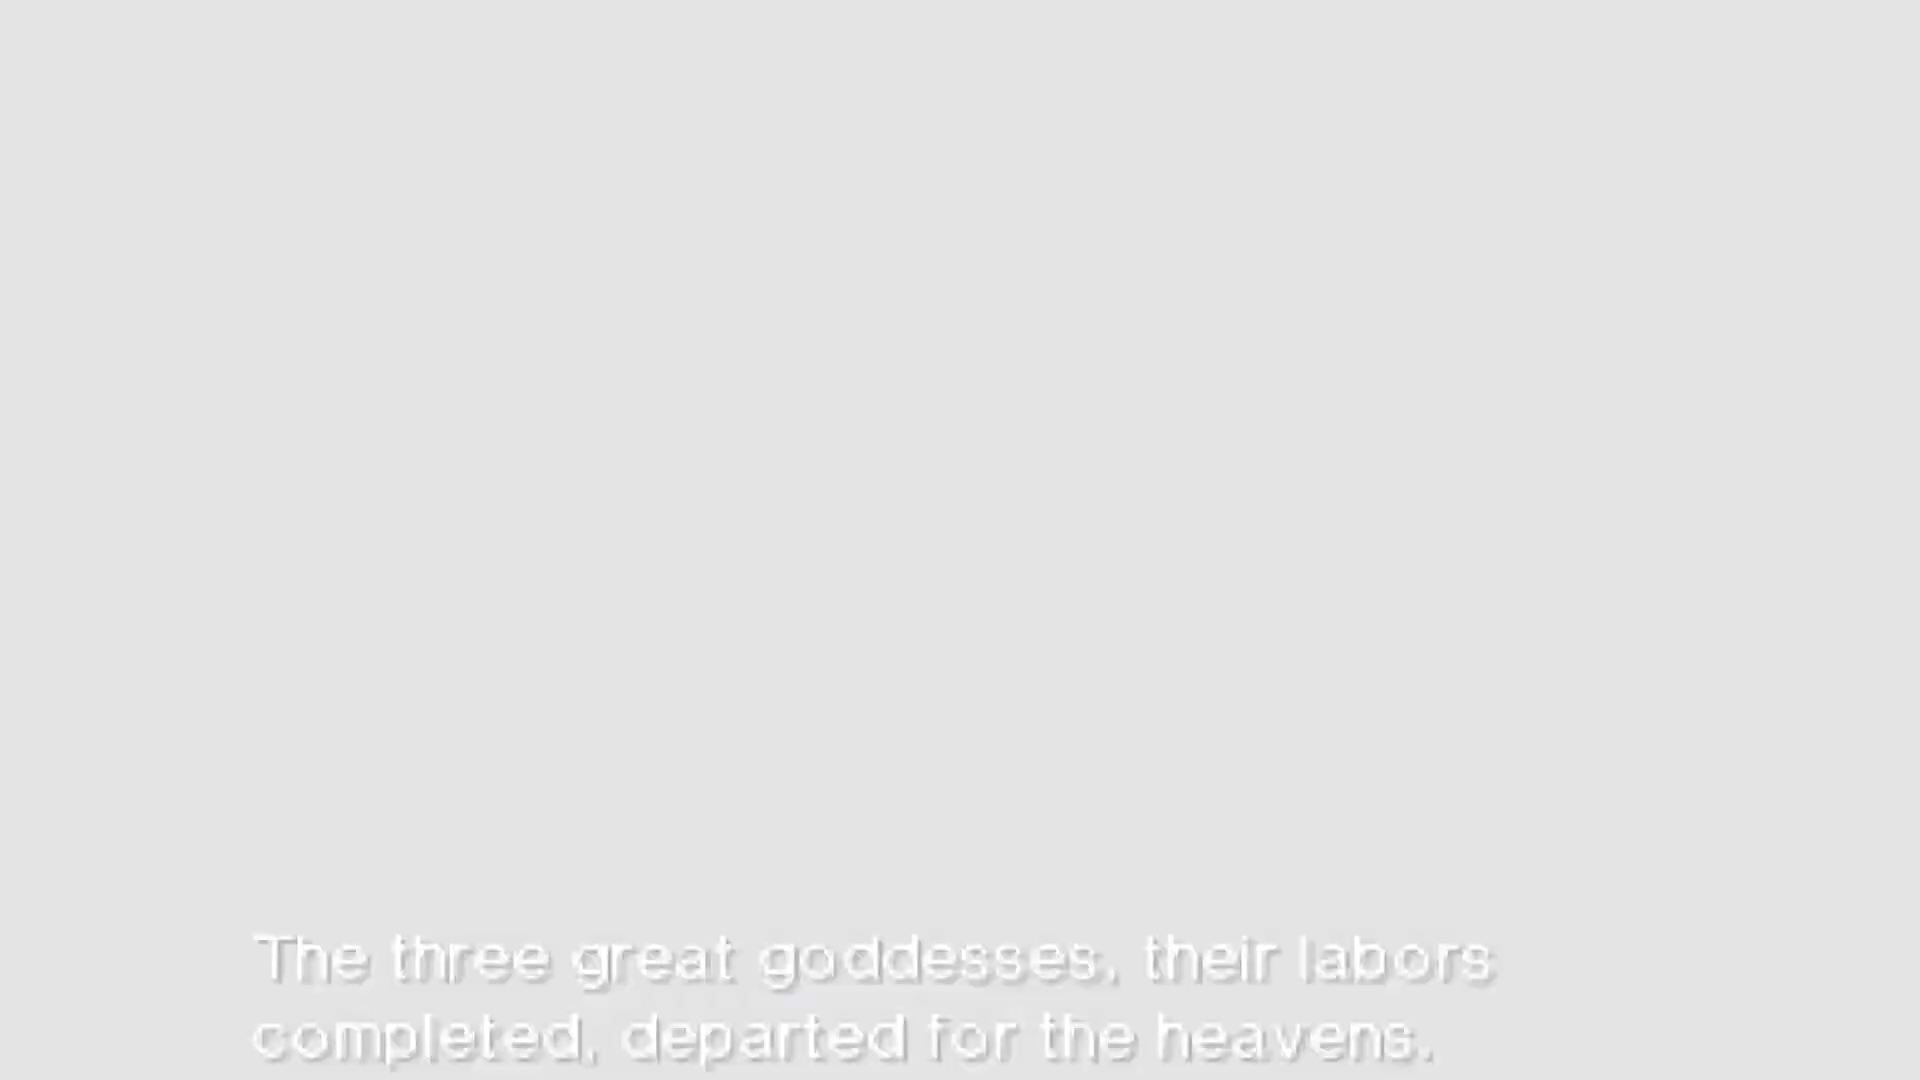 The three great goddesses, their labors
completed, departed for the heavens.